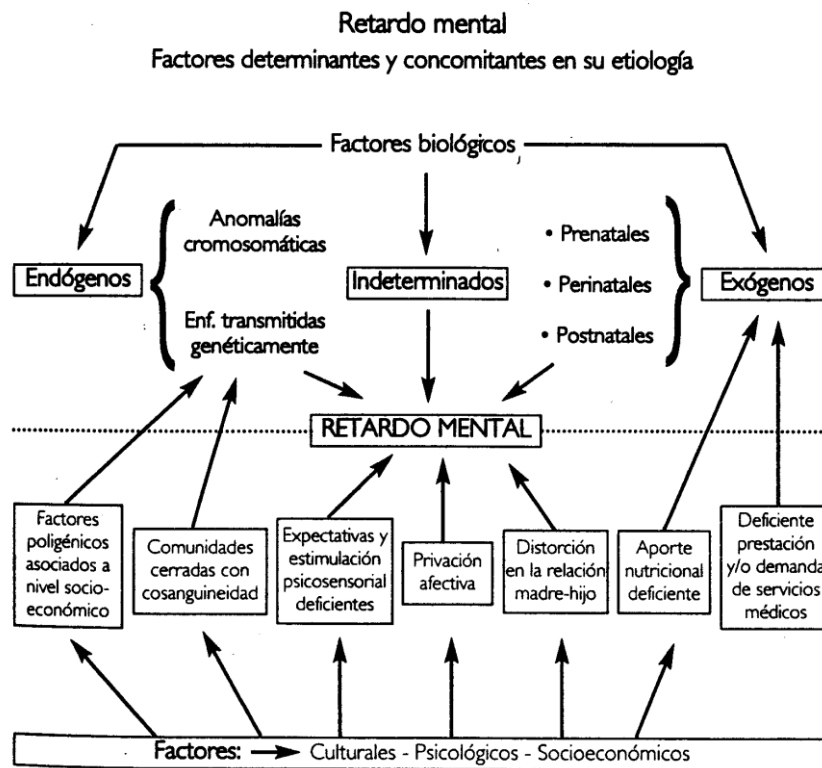 Retardo mental
Factores determinantes y concomitantes en su etiología
Factores biológicos
Anomalías
cromosomáticas
Endógenos
Enf. transmitidas
genéticamente
Indeterminados
• Prenatales
• Perinatales
• Postnatales
Exógenos
RETARDO MENTAL
Factores
poligénicos
asociados a
nivel socio-
económico
Comunidades
cerradas con
cosanguineidad
Expectativas y
estimulación
psicosensorial
deficientes
Privación
afectiva
Distorción
en la relación
madre-hijo
Aporte
nutricional
deficiente
Deficiente
prestación
y/o demanda
de servicios
médicos
Factores: → Culturales - Psicológicos - Socioeconómicos